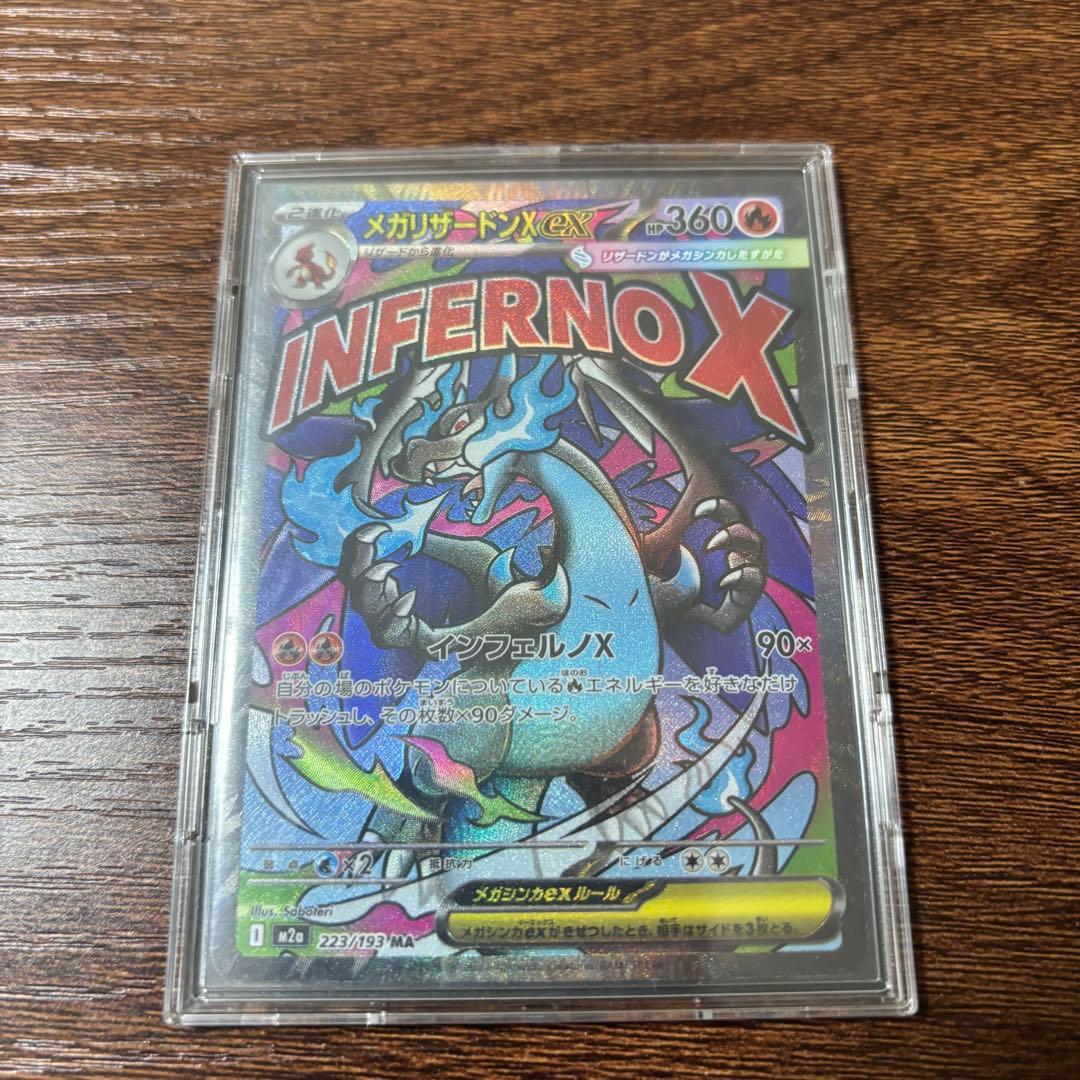 2進化
メガリザードンXex
HP360
リザードから進化
リザードンがメガシンカしたすがた
INFERNO X
インフェルノX 90×
自分の場のポケモンについているエネルギーを好きなだけ
トラッシュし、その枚数×90ダメージ。
弱点 ×2 抵抗力 にげる
メガシンカexルール
メガシンカexがきぜつしたとき、相手はサイドを3枚とる。
Illus. Saboteri
I M2a 223/193 MA